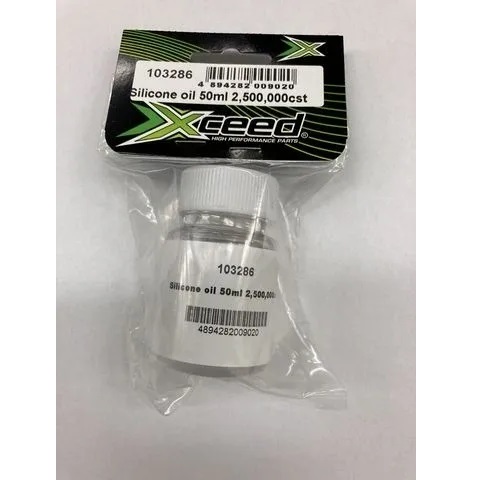 103286
4 894282 009020
Silicone oil 50ml 2,500,000cst
Xceed
HIGH PERFORMANCE PARTS
103286
Silicone oil 50ml 2,500,000
4894282009020